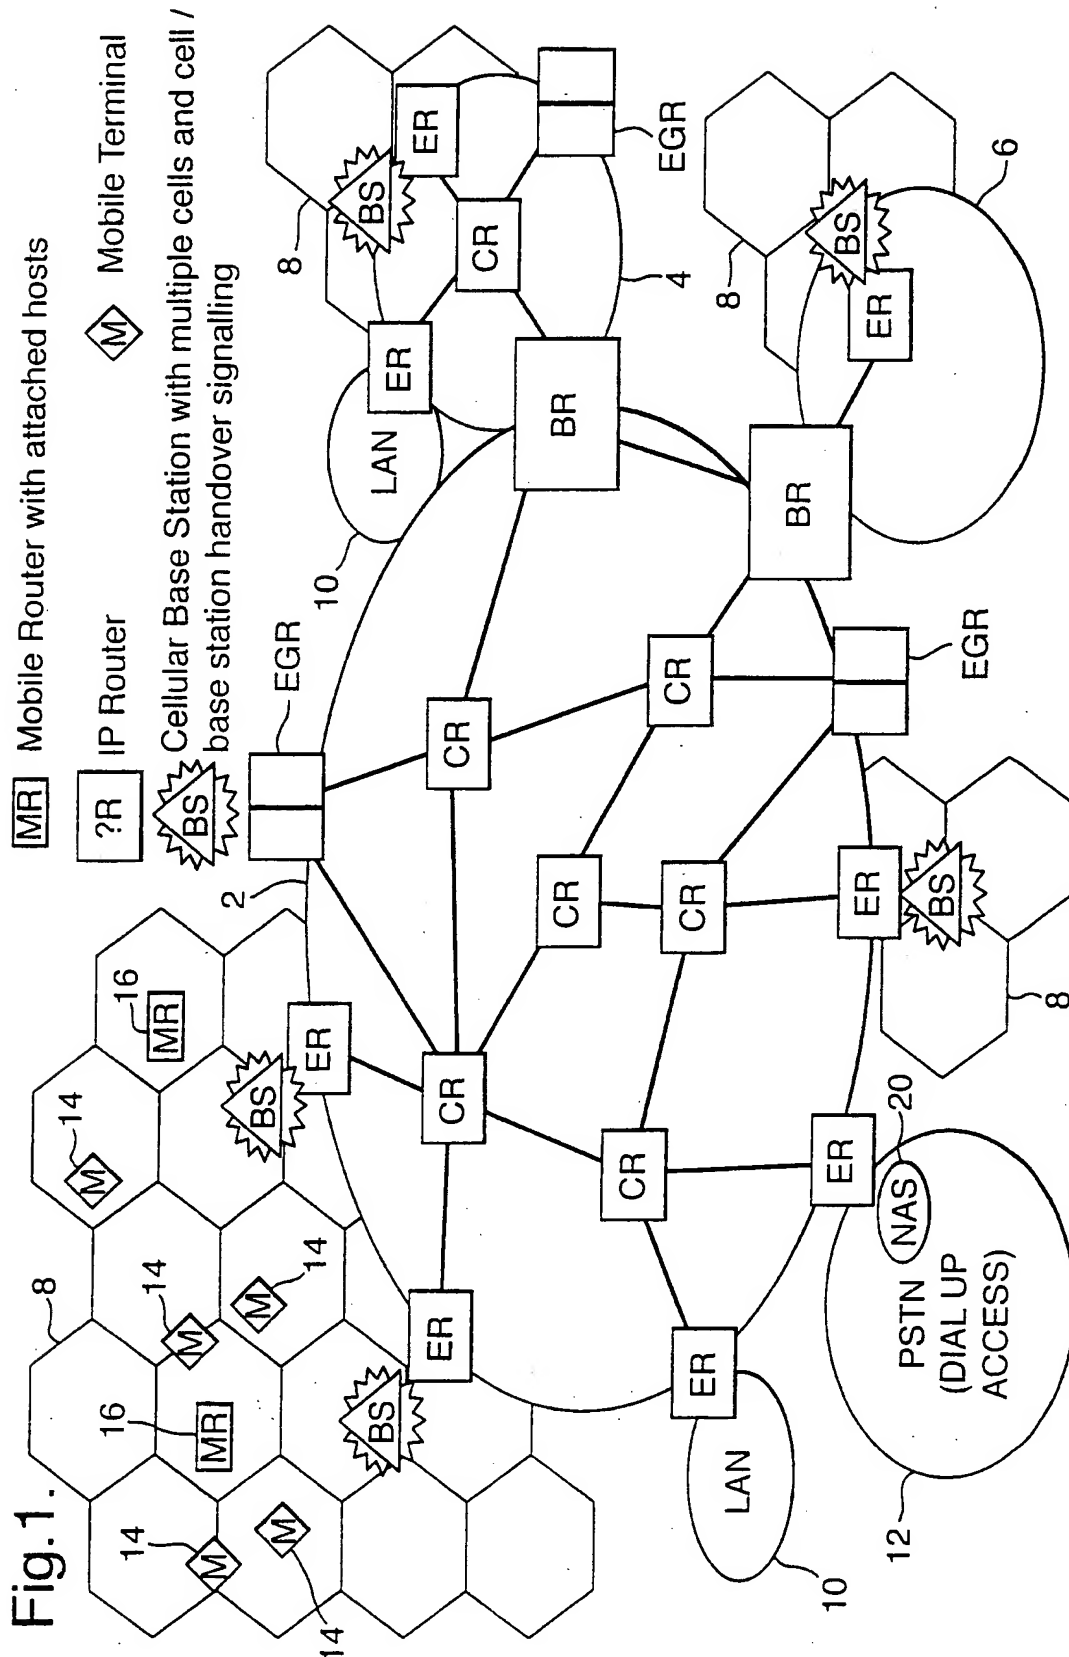 Fig.1.
MR Mobile Router with attached hosts
?R IP Router
M Mobile Terminal
BS Cellular Base Station with multiple cells and cell /
base station handover signalling
8
14
M
16
16
14
14
MR
M
M
MR
2
M
BS
EGR
8
M
14
ER
14
10
BS
LAN
ER
BS
ER
ER
CR
CR
CR
BR
CR
CR
EGR
4
CR
CR
ER
8
LAN
BR
10
ER
BS
ER
ER
12
NAS
20
PSTN
(DIAL UP
ACCESS)
BS
EGR
6
8